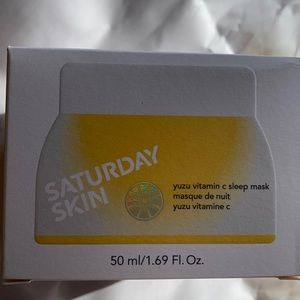 SATURDAY
SKIN
yuzu vitamin c sleep mask
masque de nuit
yuzu vitamine c
50 ml/1.69 Fl.Oz.